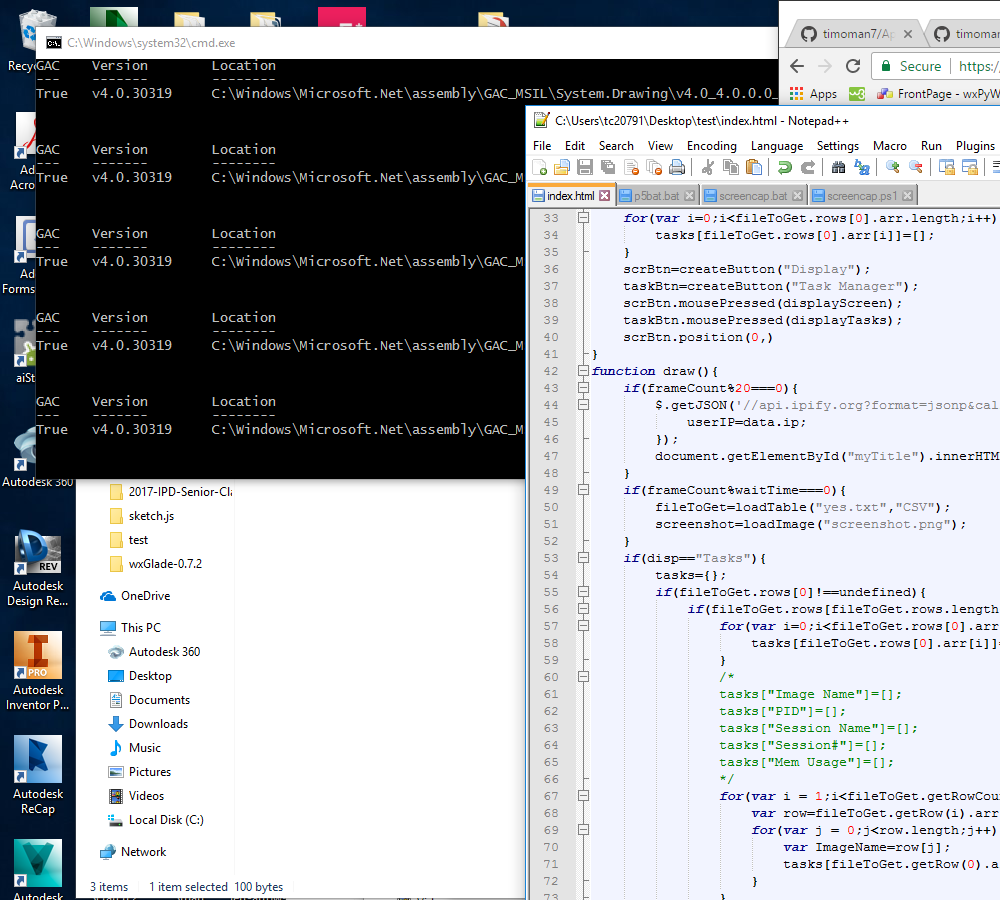 Recy
Ad
Acro
Ad
Forms
aiSt
Autodesk 360
REV
Autodesk
Design Re...
PRO
Autodesk
Inventor P...
Autodesk
ReCap
Autodesk
C:\Windows\system32\cmd.exe
GAC Version Location
--- ------- --------
True v4.0.30319 C:\Windows\Microsoft.Net\assembly\GAC_MSIL\System.Drawing\v4.0_4.0.0.0_
GAC Version Location
--- ------- --------
True v4.0.30319 C:\Windows\Microsoft.Net\assembly\GAC_M
GAC Version Location
--- ------- --------
True v4.0.30319 C:\Windows\Microsoft.Net\assembly\GAC_M
GAC Version Location
--- ------- --------
True v4.0.30319 C:\Windows\Microsoft.Net\assembly\GAC_M
GAC Version Location
--- ------- --------
True v4.0.30319 C:\Windows\Microsoft.Net\assembly\GAC_M
2017-IPD-Senior-Cla
sketch.js
test
wxGlade-0.7.2
OneDrive
This PC
Autodesk 360
Desktop
Documents
Downloads
Music
Pictures
Videos
Local Disk (C:)
Network
3 items 1 item selected 100 bytes
timoman7/Ap timoman
Secure https:/
Apps FrontPage - wxPyW
C:\Users\tc20791\Desktop\test\index.html - Notepad++
File Edit Search View Encoding Language Settings Macro Run Plugins
index.html p5bat.bat screencap.bat screencap.ps1
33 for(var i=0;i<fileToGet.rows[0].arr.length;i++)
34 tasks[fileToGet.rows[0].arr[i]]=[];
35 }
36 scrBtn=createButton("Display");
37 taskBtn=createButton("Task Manager");
38 scrBtn.mousePressed(displayScreen);
39 taskBtn.mousePressed(displayTasks);
40 scrBtn.position(0,)
41 }
42 function draw(){
43 if(frameCount%20===0){
44 $.getJSON('//api.ipify.org?format=jsonp&cal
45 userIP=data.ip;
46 });
47 document.getElementById("myTitle").innerHTM
48 }
49 if(frameCount%waitTime===0){
50 fileToGet=loadTable("yes.txt","CSV");
51 screenshot=loadImage("screenshot.png");
52 }
53 if(disp=="Tasks"){
54 tasks={};
55 if(fileToGet.rows[0]!==undefined){
56 if(fileToGet.rows[fileToGet.rows.length
57 for(var i=0;i<fileToGet.rows[0].arr
58 tasks[fileToGet.rows[0].arr[i]]=
59 }
60 /*
61 tasks["Image Name"]=[];
62 tasks["PID"]=[];
63 tasks["Session Name"]=[];
64 tasks["Session#"]=[];
65 tasks["Mem Usage"]=[];
66 */
67 for(var i = 1;i<fileToGet.getRowCou
68 var row=fileToGet.getRow(i).arr
69 for(var j = 0;j<row.length;j++)
70 var ImageName=row[j];
71 tasks[fileToGet.getRow(0).a
72 }
73 }